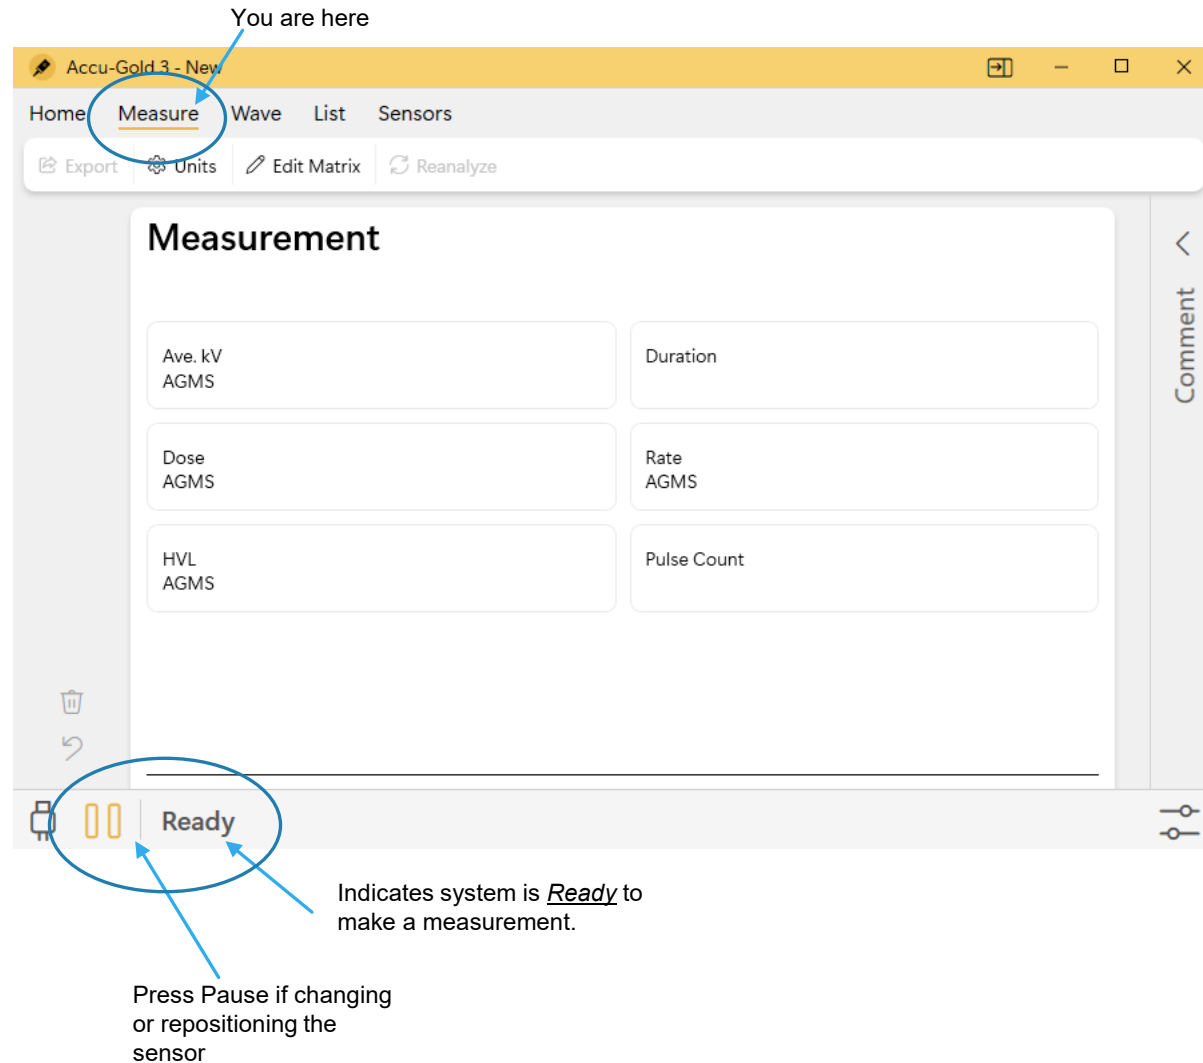 You are here
Accu-Gold 3 - New
Home Measure Wave List Sensors
Export Units Edit Matrix Reanalyze
Measurement
Comment
Ave. kV
AGMS
Duration
Dose
AGMS
Rate
AGMS
HVL
AGMS
Pulse Count
Ready
Indicates system is Ready to
make a measurement.
Press Pause if changing
or repositioning the
sensor